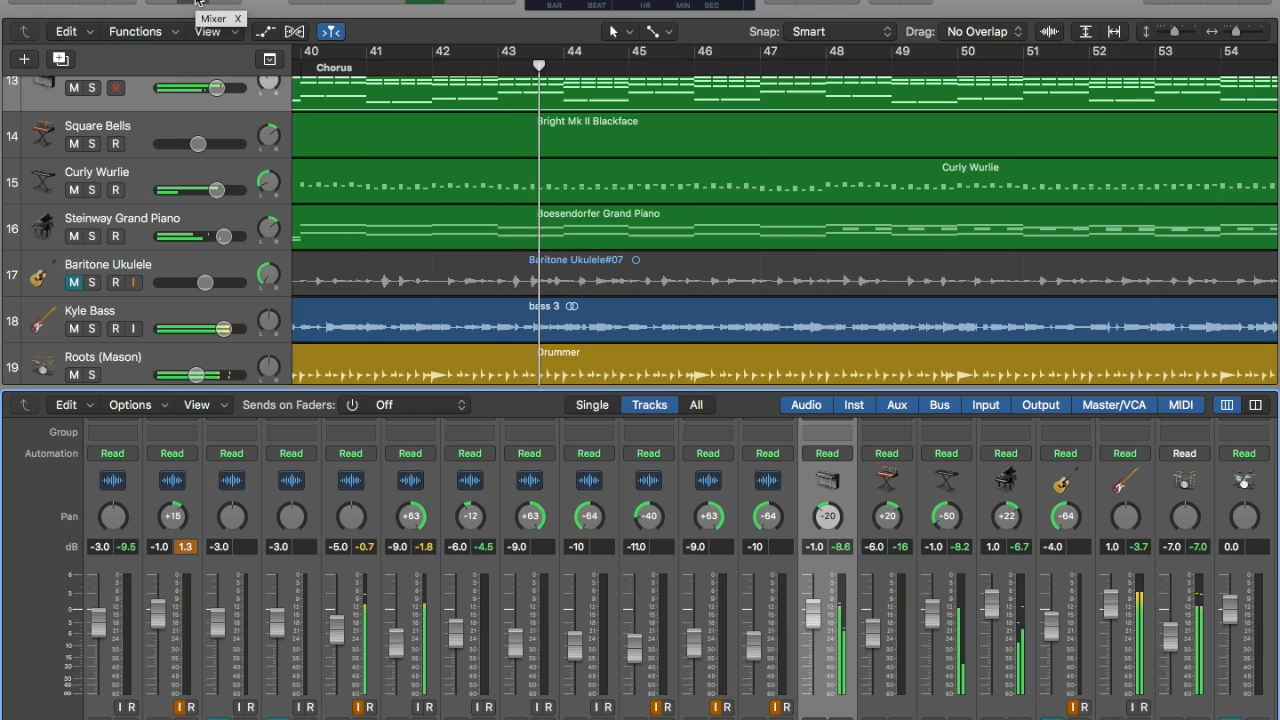 BAR BEAT HR MIN SEC
Mixer X
Edit Functions View Snap: Smart Drag: No Overlap
40 41 42 43 44 45 46 47 48 49 50 51 52 53 54
Chorus
13 M S R
14 Square Bells Bright Mk II Blackface
M S R L R
15 Curly Wurlie Curly Wurlie
M S R L R
16 Steinway Grand Piano Boesendorfer Grand Piano
M S R L R
17 Baritone Ukulele Baritone Ukulele#07
M S R I L R
18 Kyle Bass bass 3
M S R I L R
19 Roots (Mason) Drummer
M S
Edit Options View Sends on Faders: Off Single Tracks All Audio Inst Aux Bus Input Output Master/VCA MIDI
Group
Automation Read Read Read Read Read Read Read Read Read Read Read Read Read Read Read Read Read Read Read Read
Pan +15 +63 -12 +63 -64 -40 +63 -64 -20 +20 -50 +22 -64
dB -3.0 -9.5 -1.0 1.3 -3.0 -3.0 -5.0 -0.7 -9.0 -1.8 -6.0 -4.5 -9.0 -10 -11.0 -9.0 -10 -1.0 -8.6 -6.0 -16 -1.0 -8.2 1.0 -6.7 -4.0 1.0 -3.7 -7.0 -7.0 0.0
I R I R I R I R I R I R I R